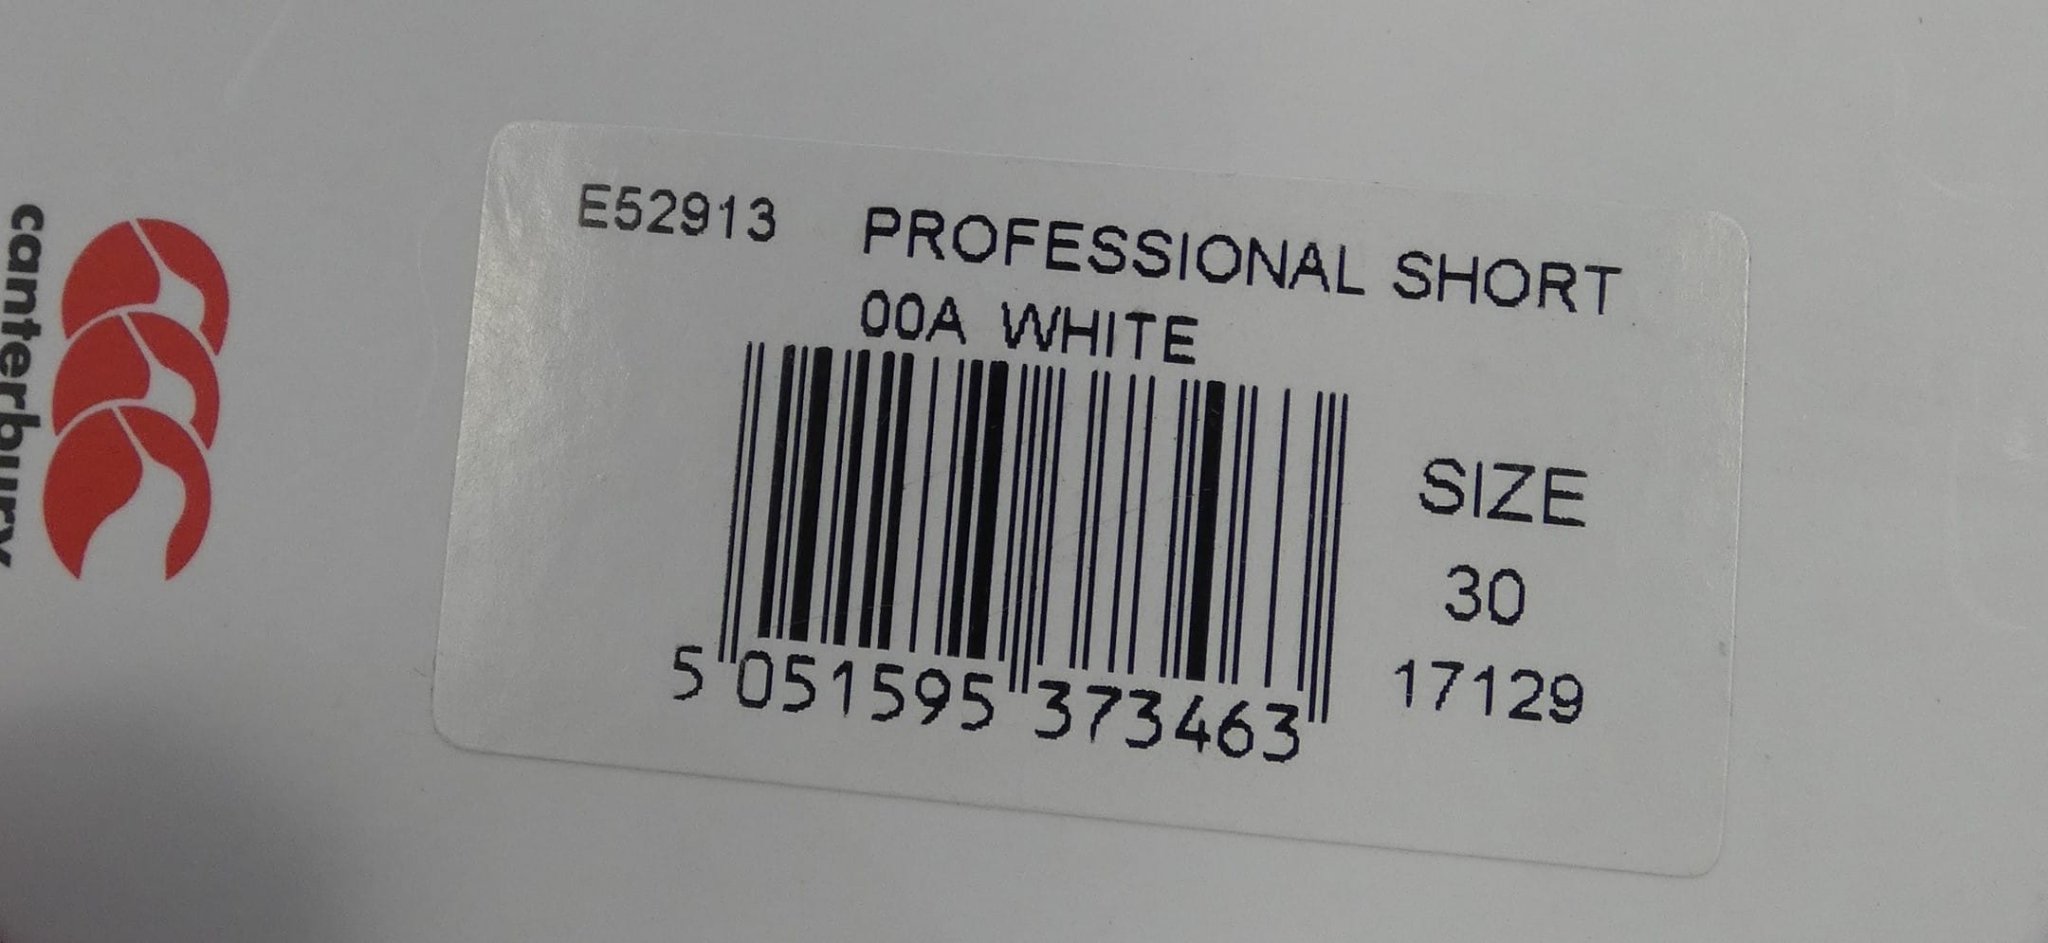 canterbury
E52913 PROFESSIONAL SHORT
00A WHITE
SIZE
30
17129
5 051595 373463